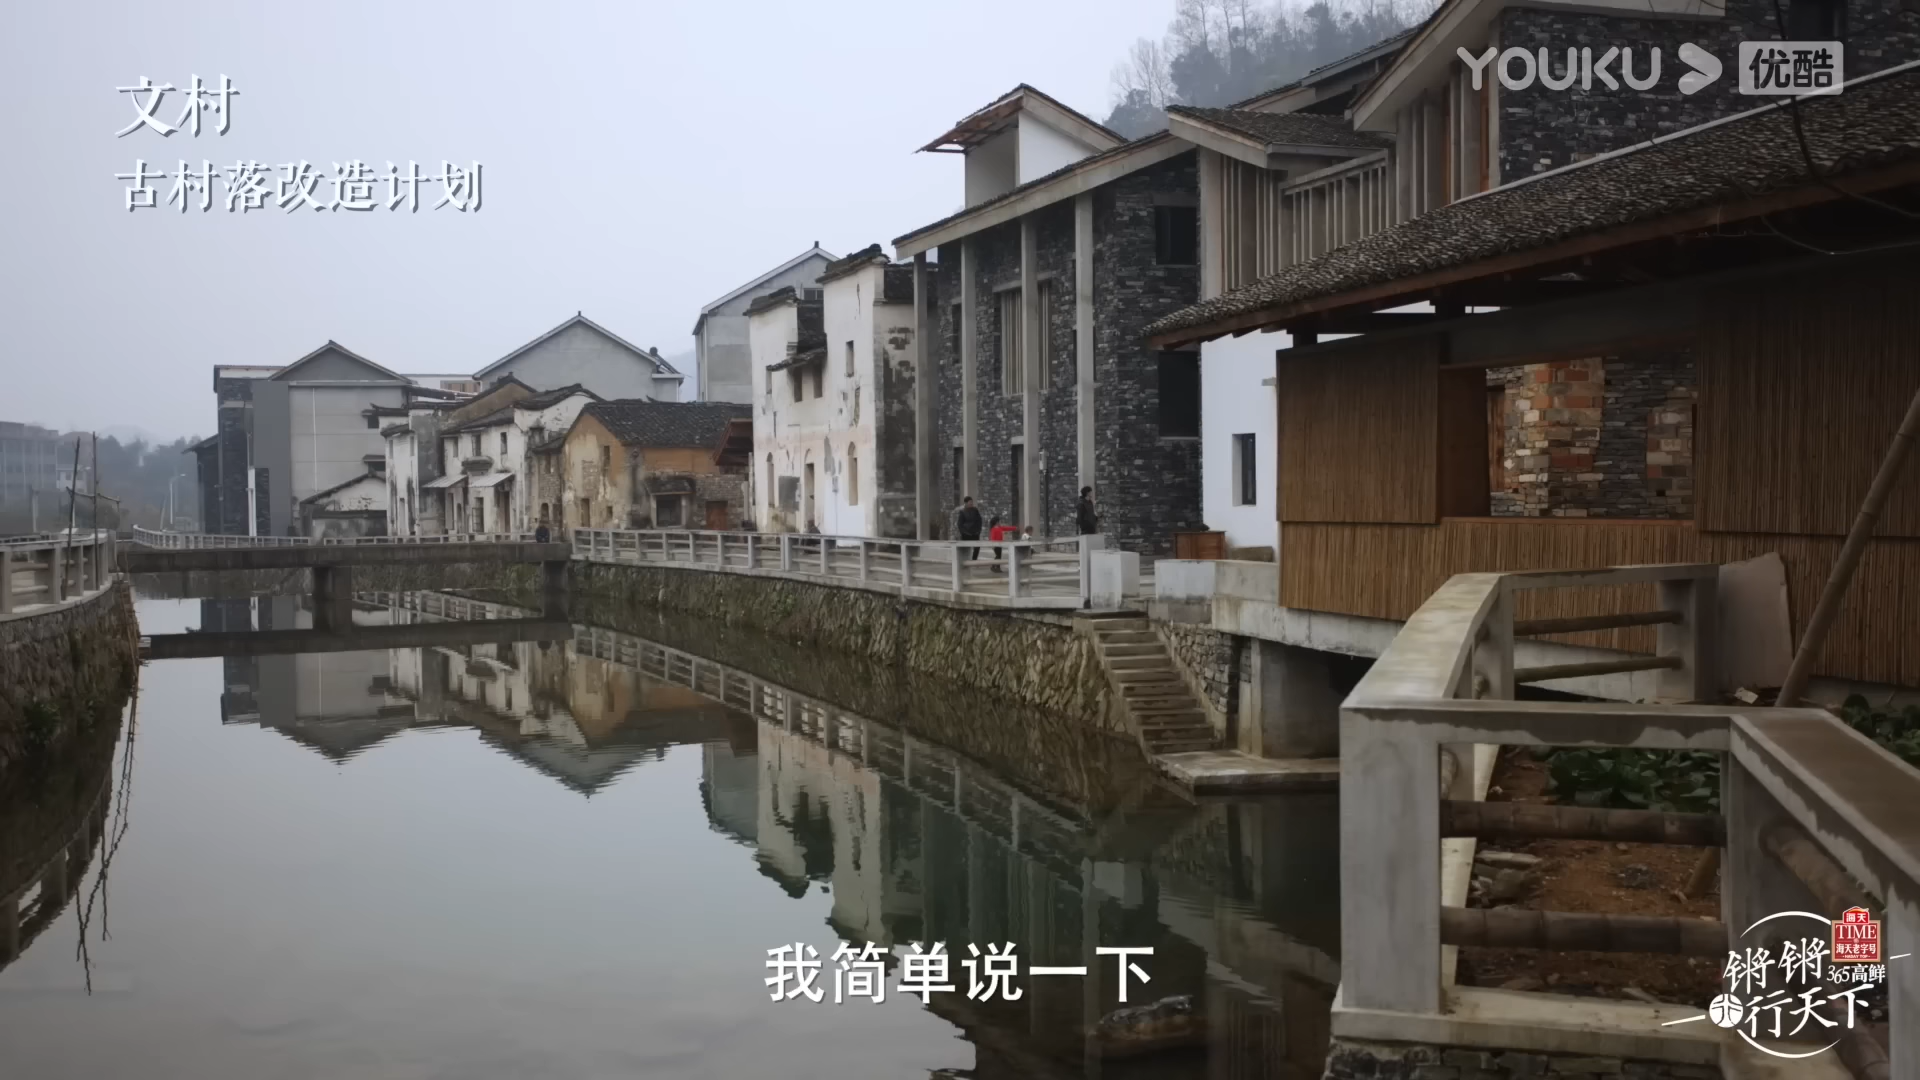 文村
古村落改造计划
YOUKU 优酷
我简单说一下
海天
TIME
海天老字号
365高鲜
锵锵
行天下